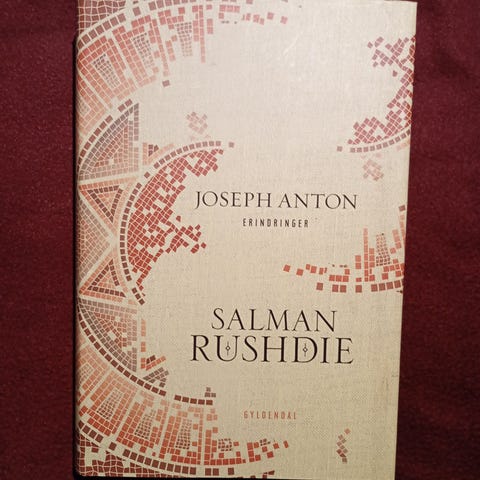 JOSEPH ANTON
ERINDRINGER
SALMAN
RUSHDIE
GYLDENDAL